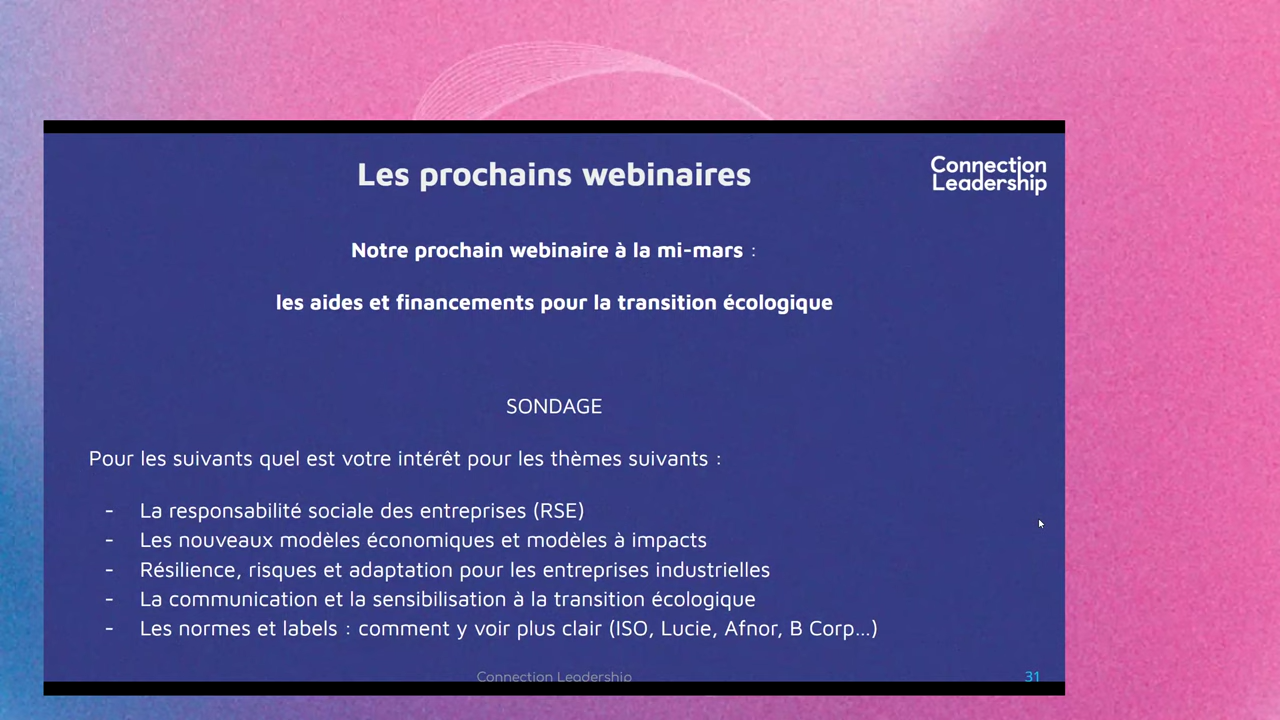 Les prochains webinaires
Connection
Leadership
Notre prochain webinaire à la mi-mars :
les aides et financements pour la transition écologique
SONDAGE
Pour les suivants quel est votre intérêt pour les thèmes suivants :
- La responsabilité sociale des entreprises (RSE)
- Les nouveaux modèles économiques et modèles à impacts
- Résilience, risques et adaptation pour les entreprises industrielles
- La communication et la sensibilisation à la transition écologique
- Les normes et labels : comment y voir plus clair (ISO, Lucie, Afnor, B Corp...)
Connection Leadership
31